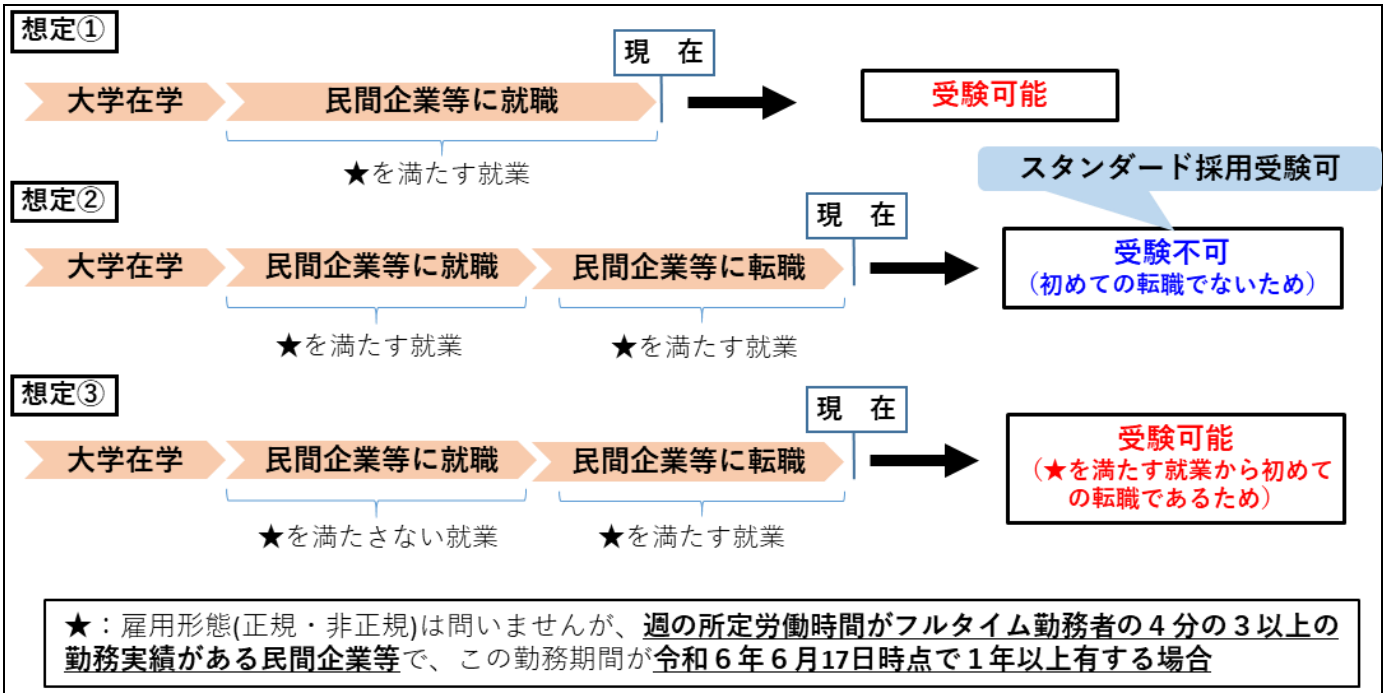 想定①
現　在
大学在学
民間企業等に就職
受験可能
★を満たす就業
スタンダード採用受験可
想定②
現　在
大学在学
民間企業等に就職
民間企業等に転職
受験不可
（初めての転職でないため）
★を満たす就業
★を満たす就業
想定③
現　在
大学在学
民間企業等に就職
民間企業等に転職
受験可能
（★を満たす就業から初めて
の転職であるため）
★を満たさない就業
★を満たす就業
★：雇用形態(正規・非正規)は問いませんが、週の所定労働時間がフルタイム勤務者の４分の３以上の
勤務実績がある民間企業等で、この勤務期間が令和６年６月17日時点で１年以上有する場合